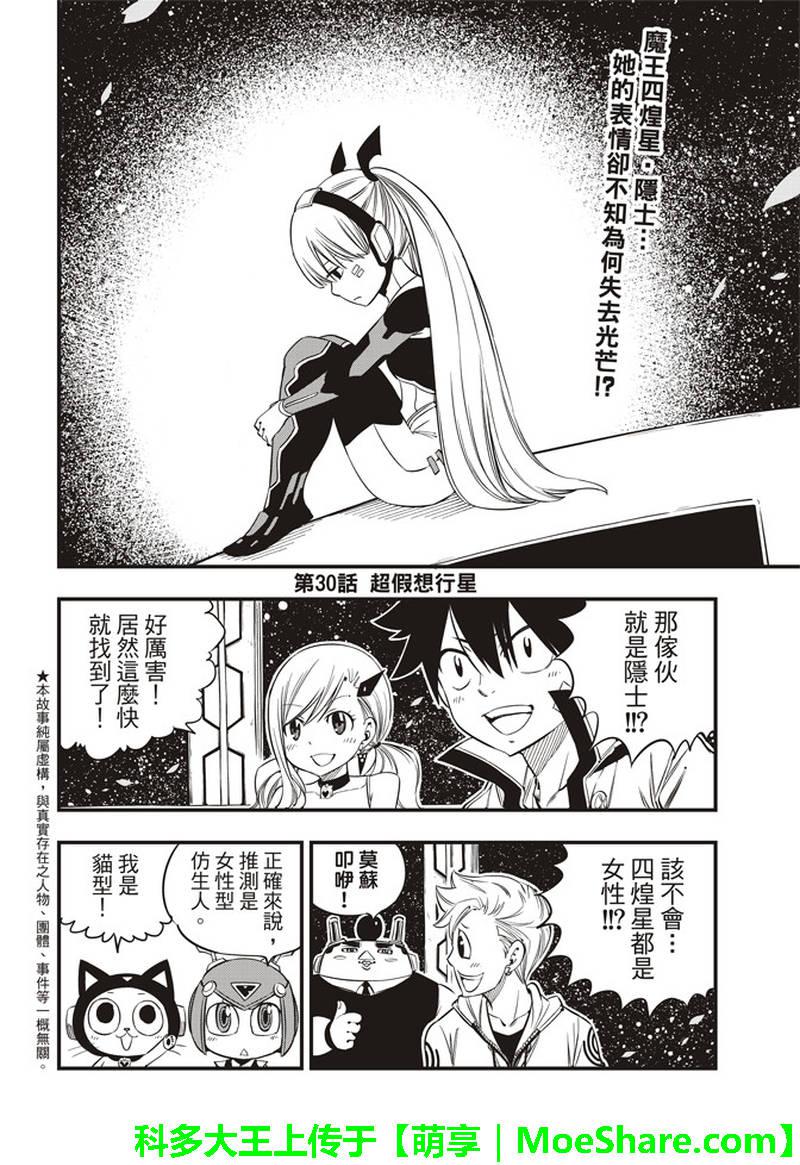 魔王四煌星・隱士…
她的表情卻不知為何失去光芒!?
第30話 超假想行星
那傢伙
就是隱士!!?
好厲害！
居然這麼快
就找到了！
該不會…
四煌星都是
女性!!?
莫蘇
叩咿！
正確來說，
推測是
女性型
仿生人。
我是
貓型！
★本故事純屬虛構，與真實存在之人物、團體、事件等一概無關。
科多大王上传于【萌享 | MoeShare.com】